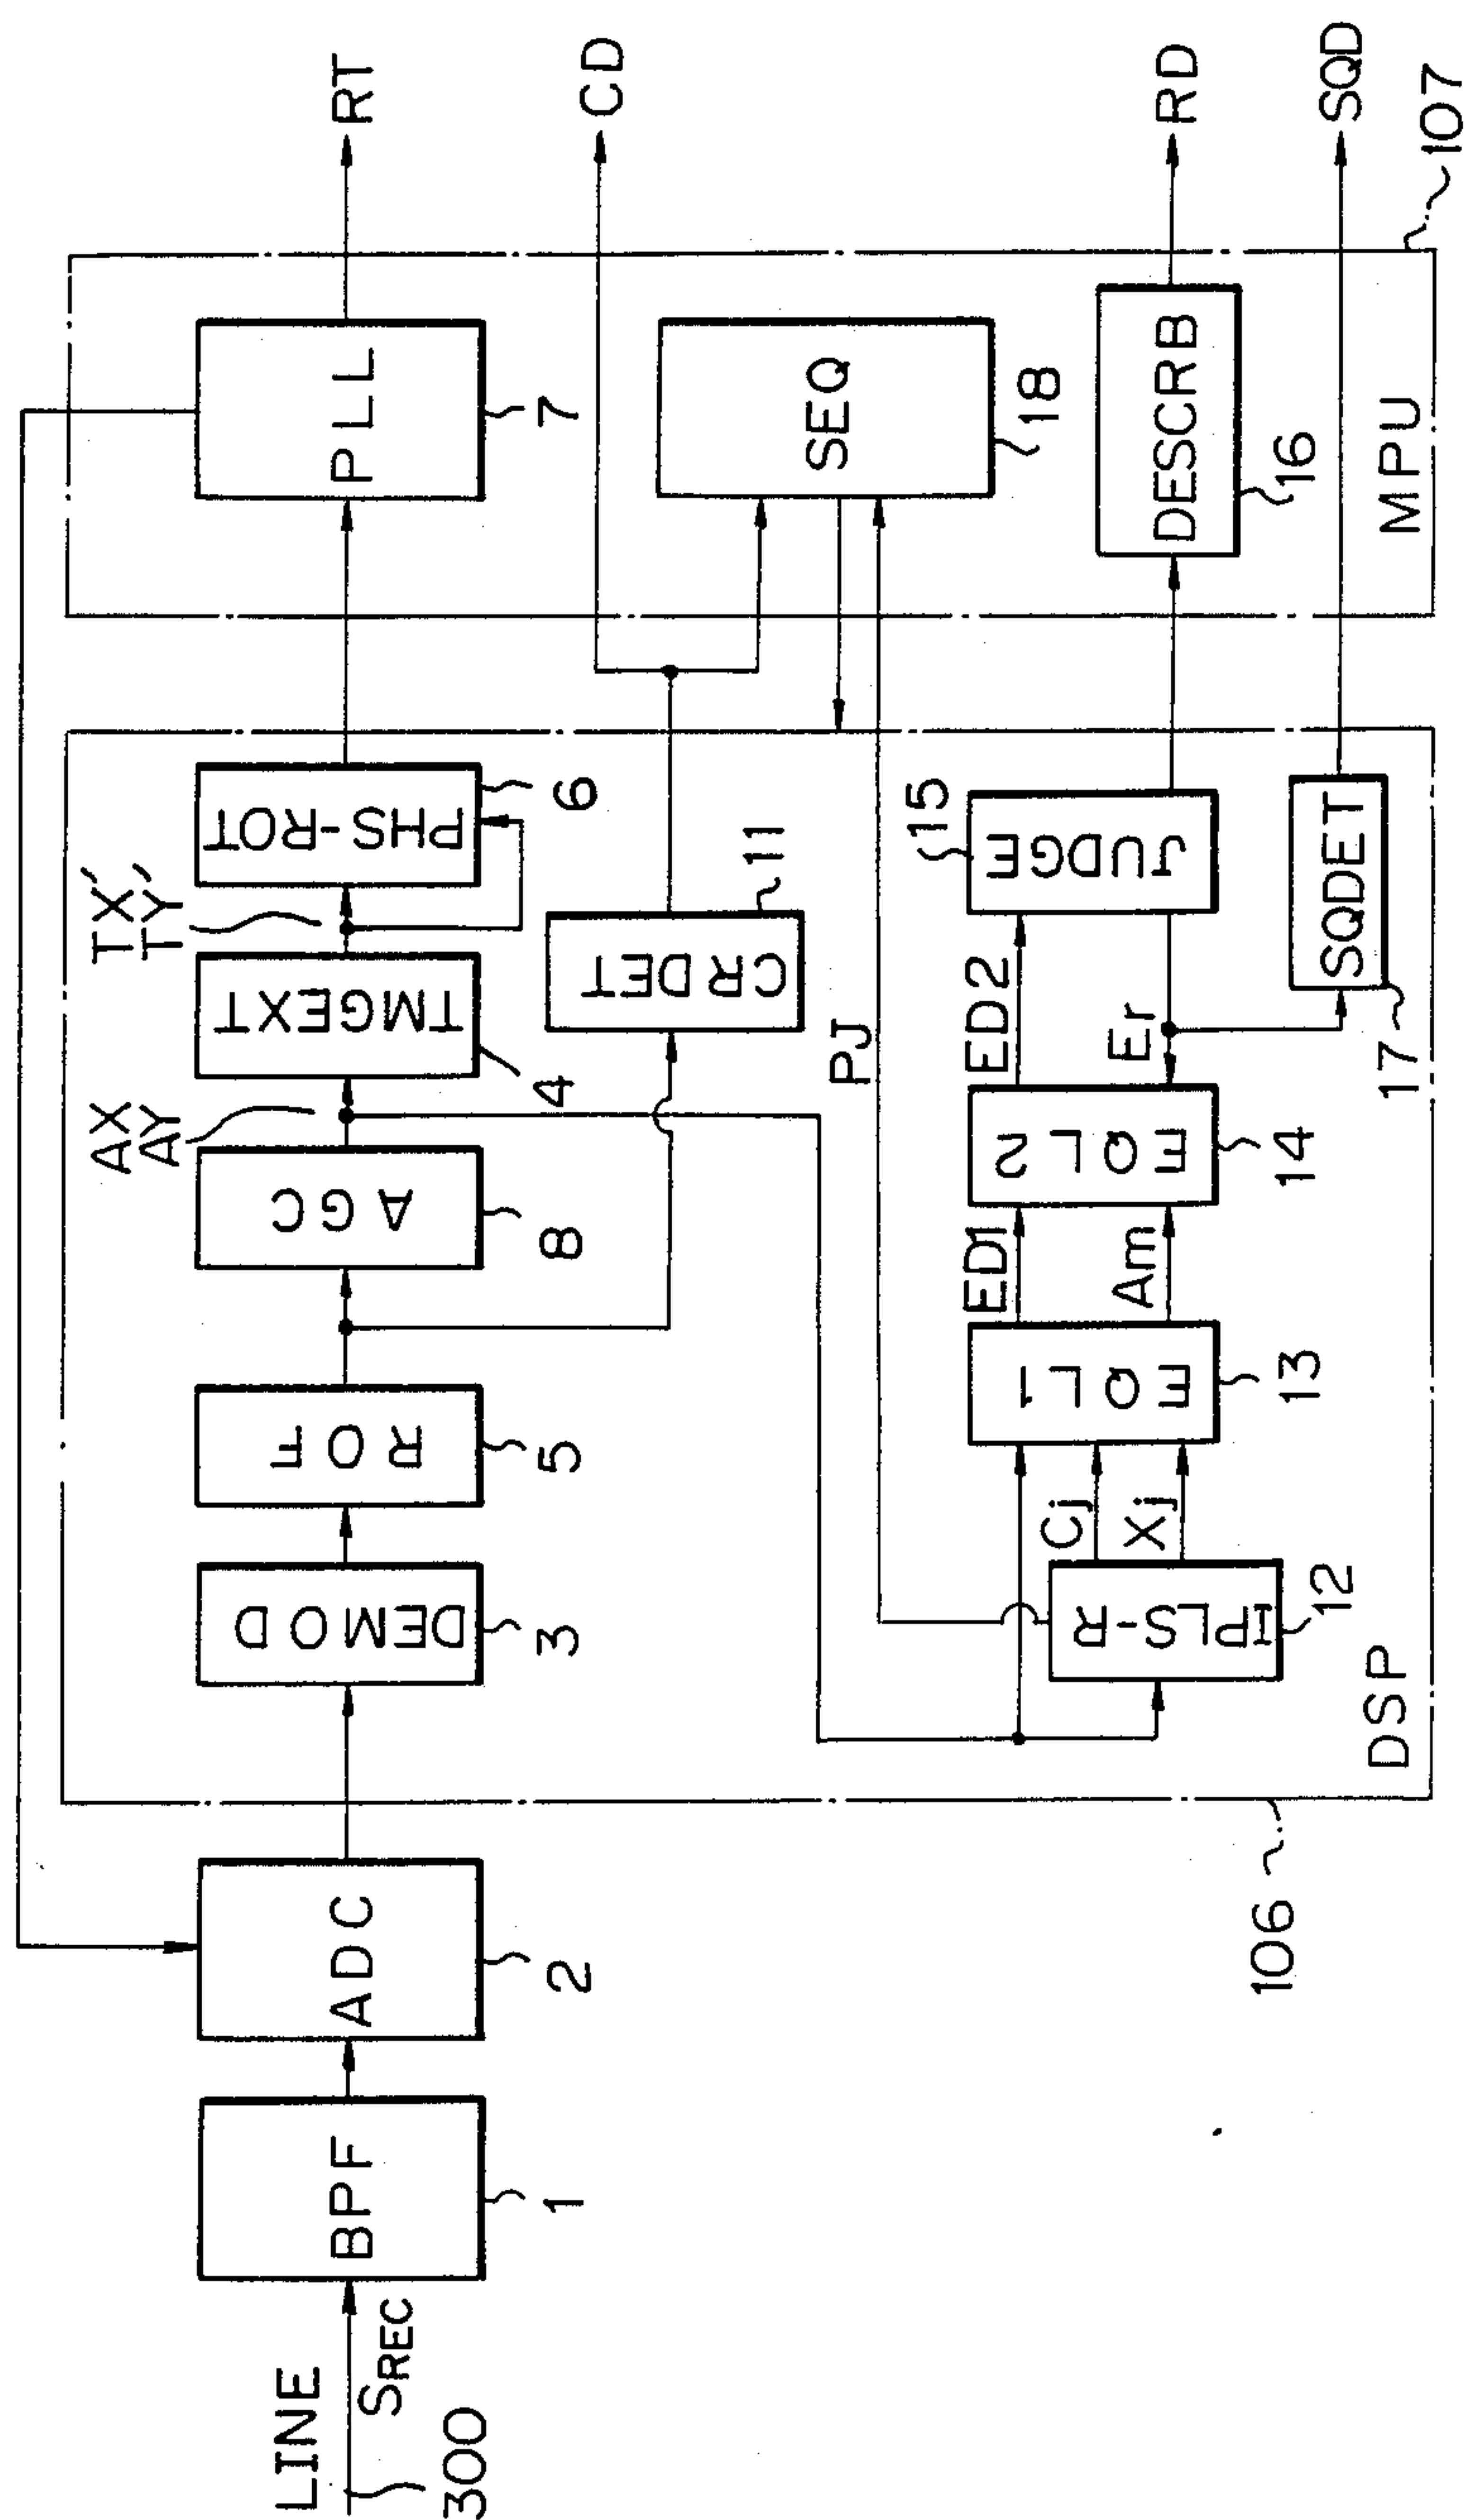 LINE
SREC
300
BPF
1
ADC
2
DEMOD
3
ROF
5
AGC
8
AX
AY
TMGEXT
4
TX'
TY'
PHS-ROT
6
PLL
7
RT
CRDET
11
CD
PJ
SEQ
18
IPLS-R
12
Cj
Xj
EQL1
13
ED1
Am
EQL2
14
ED2
Er
JUDGE
15
DESCRB
16
RD
SQDET
17
SQD
DSP
106
MPU
107